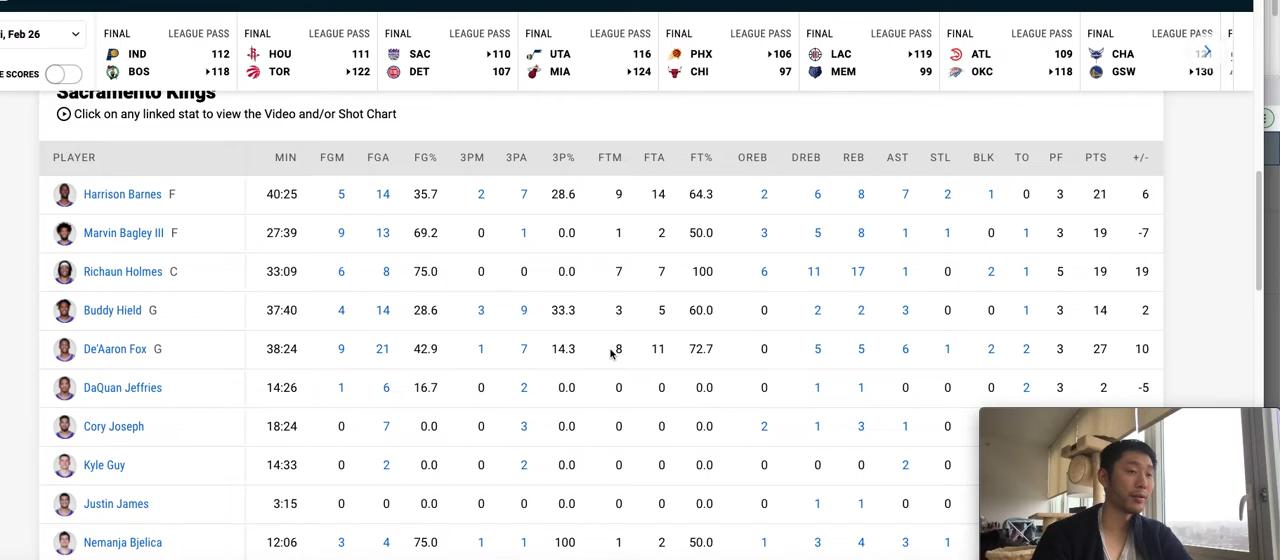 i, Feb 26
E SCORES
FINAL LEAGUE PASS FINAL LEAGUE PASS FINAL LEAGUE PASS FINAL LEAGUE PASS FINAL LEAGUE PASS FINAL LEAGUE PASS FINAL LEAGUE PASS FINAL LEAGUE PASS
IND 112 HOU 111 SAC 110 UTA 116 PHX 106 LAC 119 ATL 109 CHA
BOS 118 TOR 122 DET 107 MIA 124 CHI 97 MEM 99 OKC 118 GSW 130
Sacramento Kings
Click on any linked stat to view the Video and/or Shot Chart
PLAYER MIN FGM FGA FG% 3PM 3PA 3P% FTM FTA FT% OREB DREB REB AST STL BLK TO PF PTS +/-
Harrison Barnes F 40:25 5 14 35.7 2 7 28.6 9 14 64.3 2 6 8 7 2 1 0 3 21 6
Marvin Bagley III F 27:39 9 13 69.2 0 1 0.0 1 2 50.0 3 5 8 1 1 0 1 3 19 -7
Richaun Holmes C 33:09 6 8 75.0 0 0 0.0 7 7 100 6 11 17 1 0 2 1 5 19 19
Buddy Hield G 37:40 4 14 28.6 3 9 33.3 3 5 60.0 0 2 2 3 0 0 1 3 14 2
De'Aaron Fox G 38:24 9 21 42.9 1 7 14.3 8 11 72.7 0 5 5 6 1 2 2 3 27 10
DaQuan Jeffries 14:26 1 6 16.7 0 2 0.0 0 0 0.0 0 1 1 0 0 0 2 3 2 -5
Cory Joseph 18:24 0 7 0.0 0 3 0.0 0 0 0.0 2 1 3 1 0
Kyle Guy 14:33 0 2 0.0 0 2 0.0 0 0 0.0 0 0 0 2 0
Justin James 3:15 0 0 0.0 0 0 0.0 0 0 0.0 0 1 1 0 0
Nemanja Bjelica 12:06 3 4 75.0 1 1 100 1 2 50.0 1 3 4 3 1